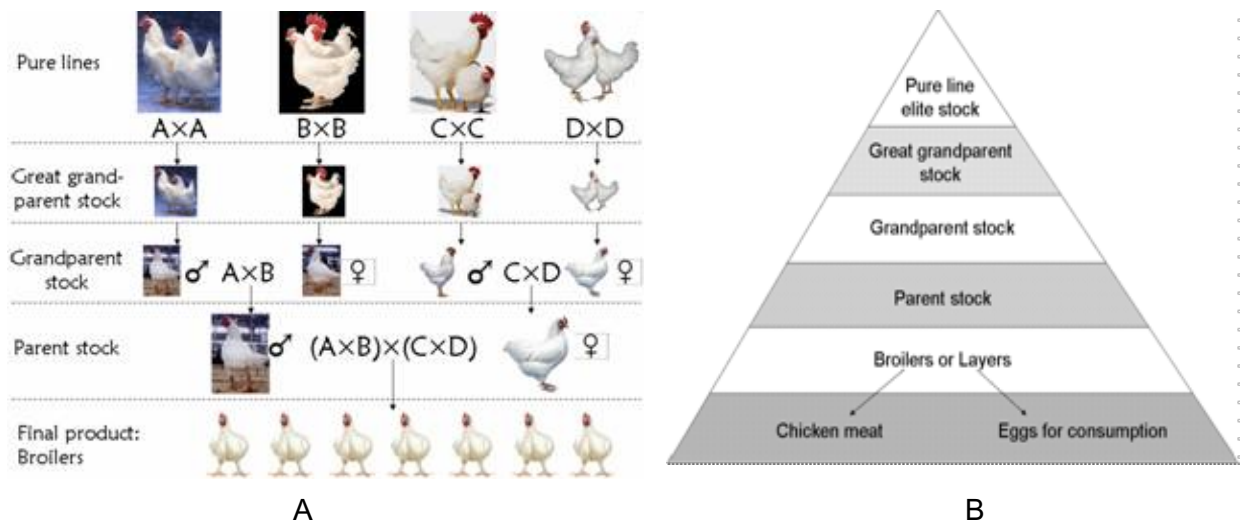 Pure lines
A×A
B×B
C×C
D×D
Great grand-
parent stock
Grandparent
stock
♂ A×B ♀
♂ C×D ♀
Parent stock
♂ (A×B)×(C×D) ♀
Final product:
Broilers
A
Pure line
elite stock
Great grandparent
stock
Grandparent stock
Parent stock
Broilers or Layers
Chicken meat
Eggs for consumption
B